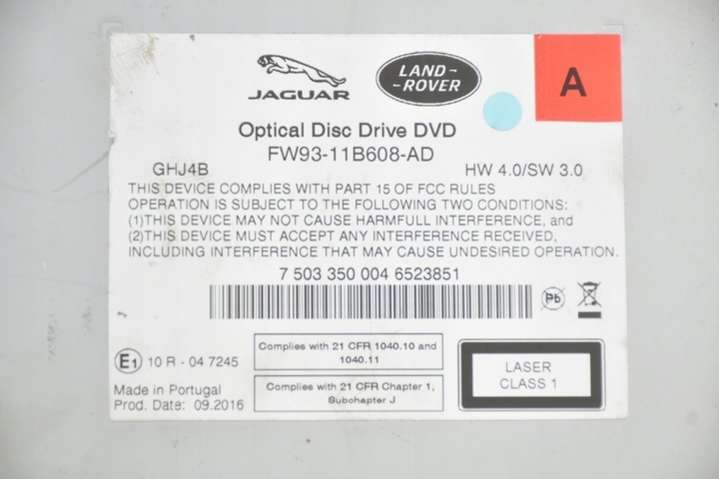 JAGUAR
LAND-
-ROVER
A
Optical Disc Drive DVD
FW93-11B608-AD
GHJ4B
HW 4.0/SW 3.0
THIS DEVICE COMPLIES WITH PART 15 OF FCC RULES
OPERATION IS SUBJECT TO THE FOLLOWING TWO CONDITIONS:
(1)THIS DEVICE MAY NOT CAUSE HARMFULL INTERFERENCE, and
(2)THIS DEVICE MUST ACCEPT ANY INTERFERENCE RECEIVED,
INCLUDING INTERFERENCE THAT MAY CAUSE UNDESIRED OPERATION.
7 503 350 004 6523851
Pb
E1 10 R - 04 7245
Complies with 21 CFR 1040.10 and
1040.11
Complies with 21 CFR Chapter 1,
Subchapter J
LASER
CLASS 1
Made in Portugal
Prod. Date: 09.2016